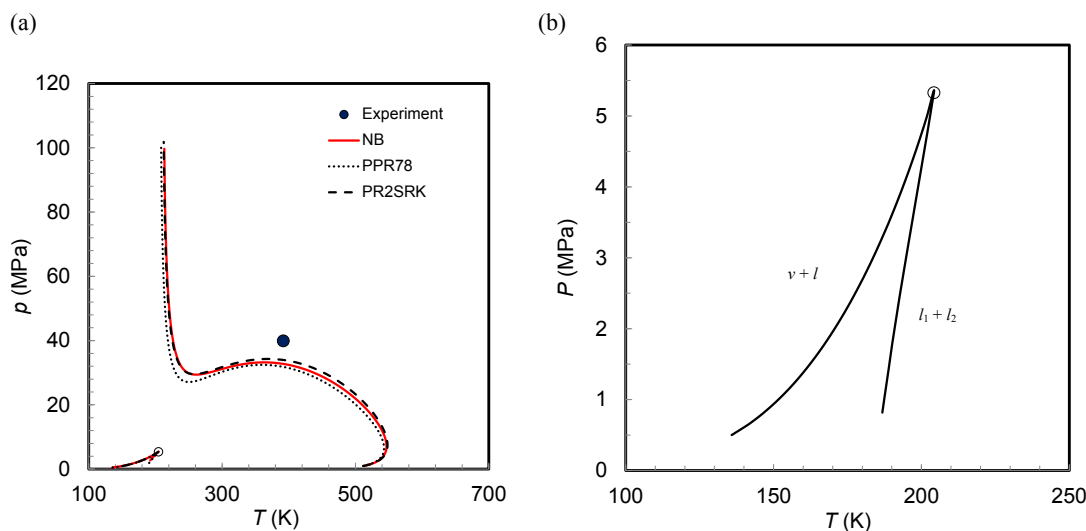 (a)
120
100
80
60
40
20
0
p (MPa)
100
300
500
700
T (K)
Experiment
NB
PPR78
PR2SRK
(b)
6
5
4
3
2
1
0
P (MPa)
100
150
200
250
T (K)
v + l
l₁ + l₂